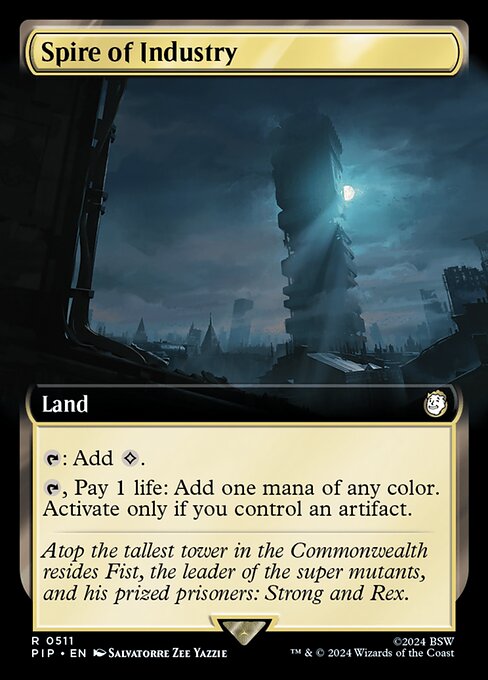 Spire of Industry
Land
: Add .
, Pay 1 life: Add one mana of any color.
Activate only if you control an artifact.
Atop the tallest tower in the Commonwealth
resides Fist, the leader of the super mutants,
and his prized prisoners: Strong and Rex.
R 0511
PIP • EN Salvatorre Zee Yazzie
©2024 BSW
™ & © 2024 Wizards of the Coast